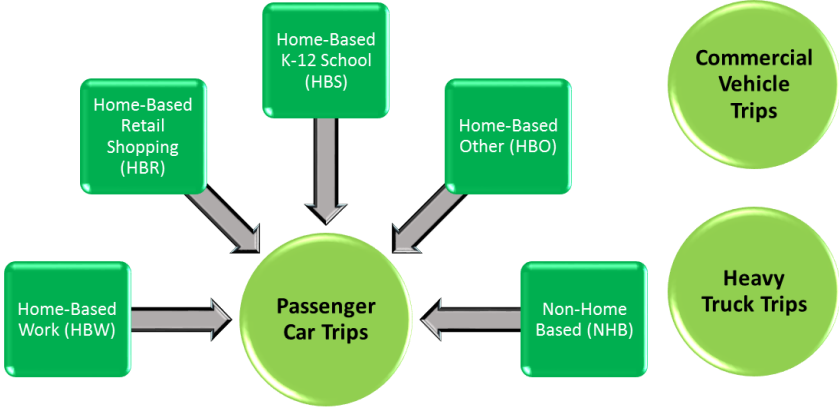 Home-Based
K-12 School
(HBS)
Home-Based
Retail
Shopping
(HBR)
Home-Based
Other (HBO)
Commercial
Vehicle
Trips
Home-Based
Work (HBW)
Passenger
Car Trips
Non-Home
Based (NHB)
Heavy
Truck Trips